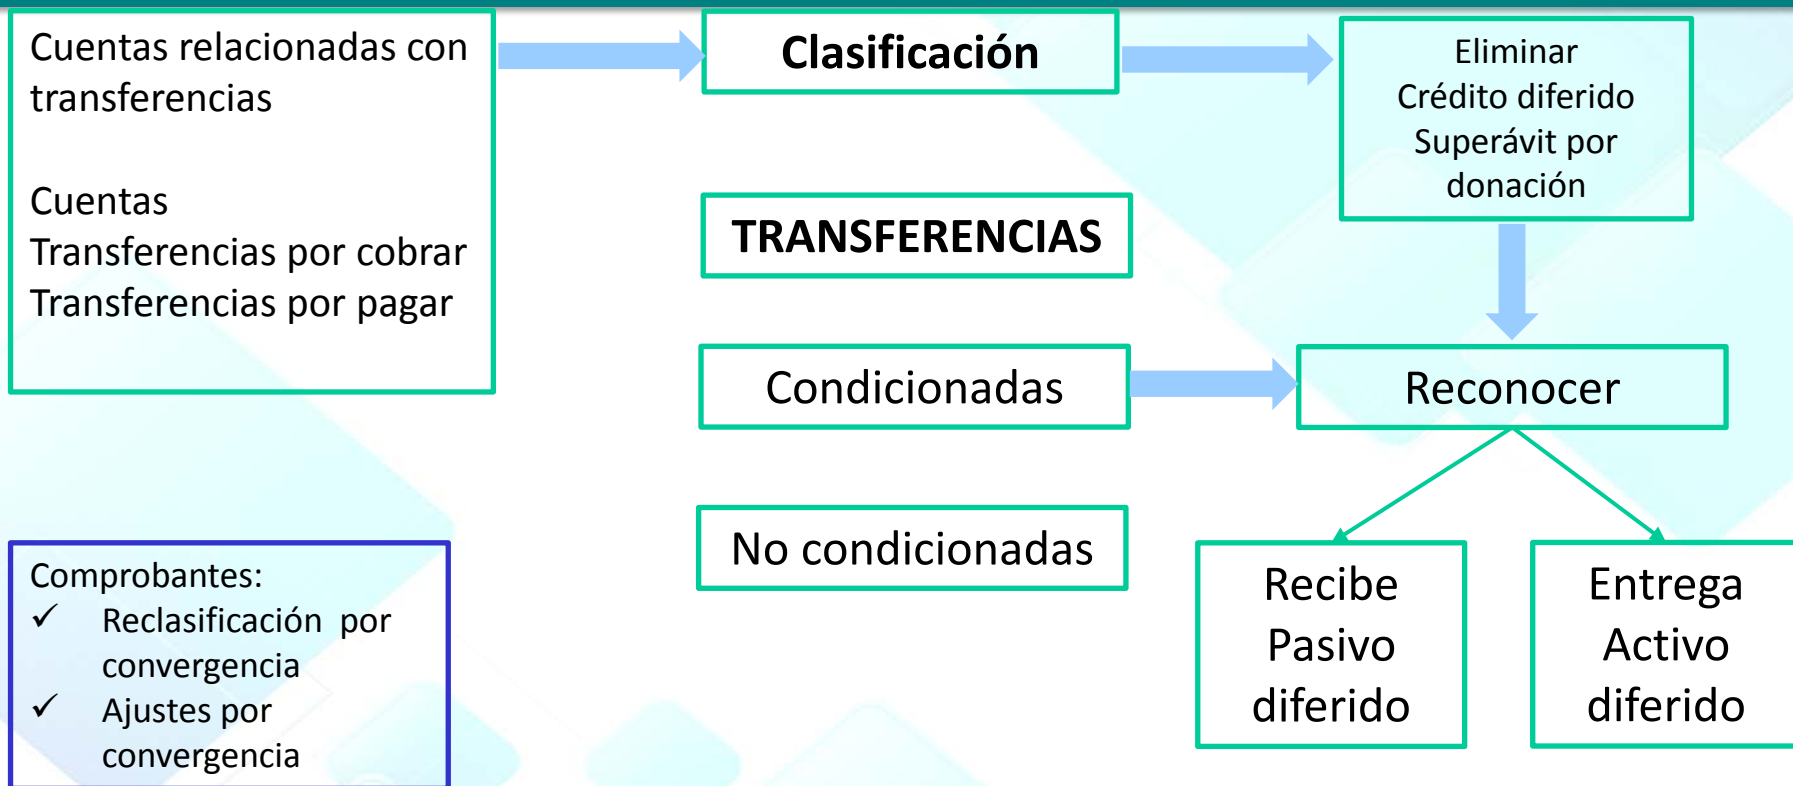 Cuentas relacionadas con
transferencias
Cuentas
Transferencias por cobrar
Transferencias por pagar
Clasificación
Eliminar
Crédito diferido
Superávit por
donación
TRANSFERENCIAS
Condicionadas
Reconocer
No condicionadas
Recibe
Pasivo
diferido
Entrega
Activo
diferido
Comprobantes:
✓ Reclasificación por
convergencia
✓ Ajustes por
convergencia